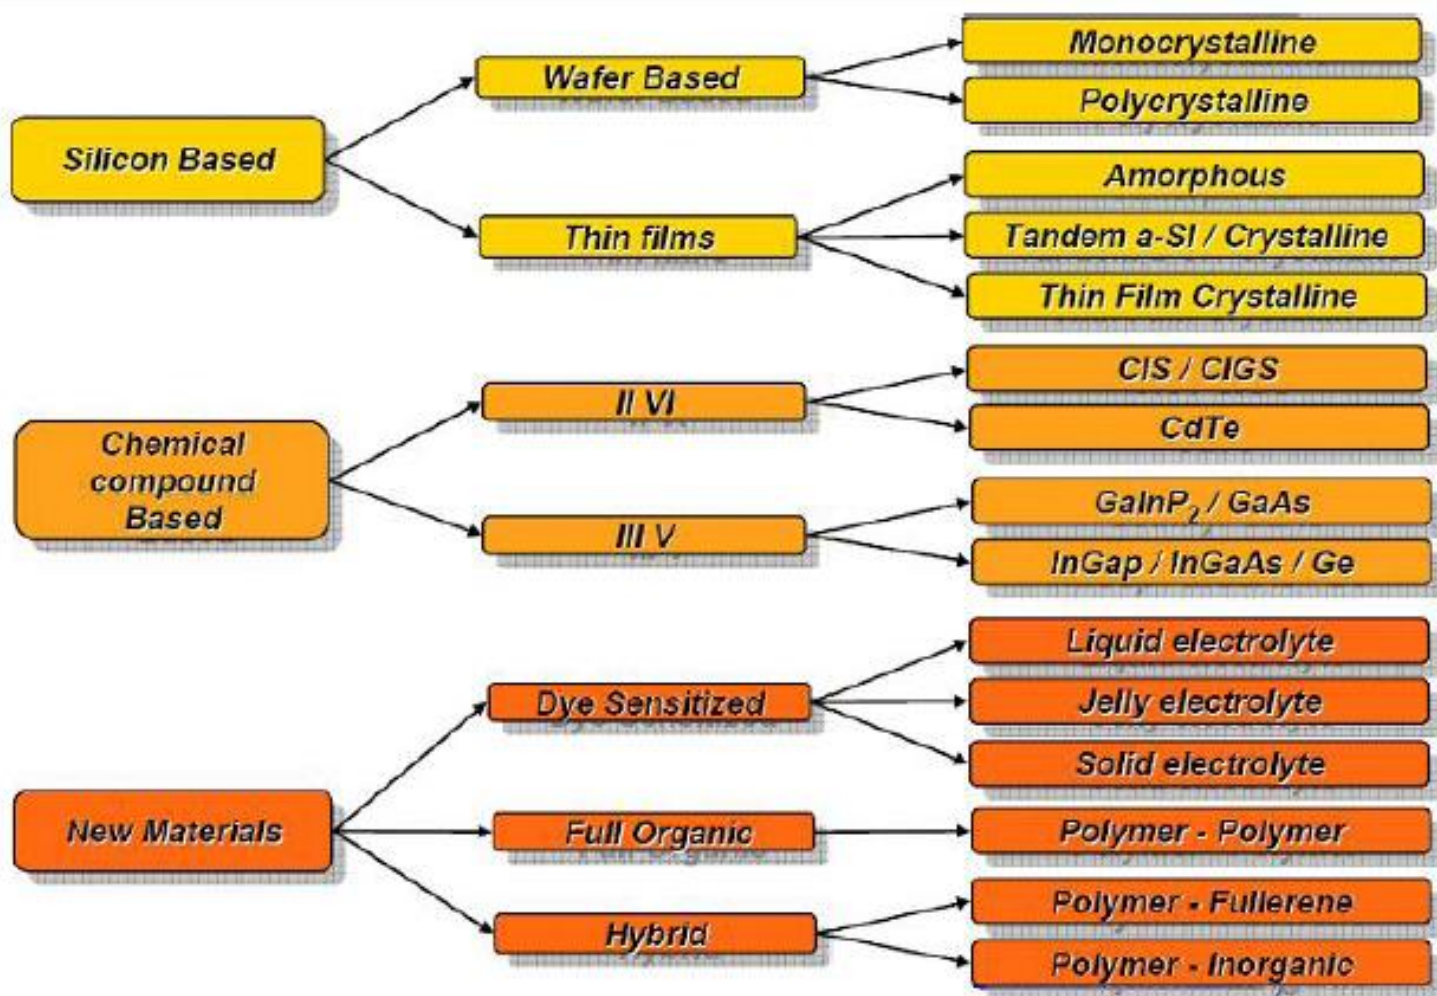 Silicon Based
Wafer Based
Monocrystalline
Polycrystalline
Thin films
Amorphous
Tandem a-SI / Crystalline
Thin Film Crystalline
Chemical
compound
Based
II VI
CIS / CIGS
CdTe
III V
GaInP₂ / GaAs
InGap / InGaAs / Ge
New Materials
Dye Sensitized
Liquid electrolyte
Jelly electrolyte
Solid electrolyte
Full Organic
Polymer - Polymer
Hybrid
Polymer - Fullerene
Polymer - Inorganic